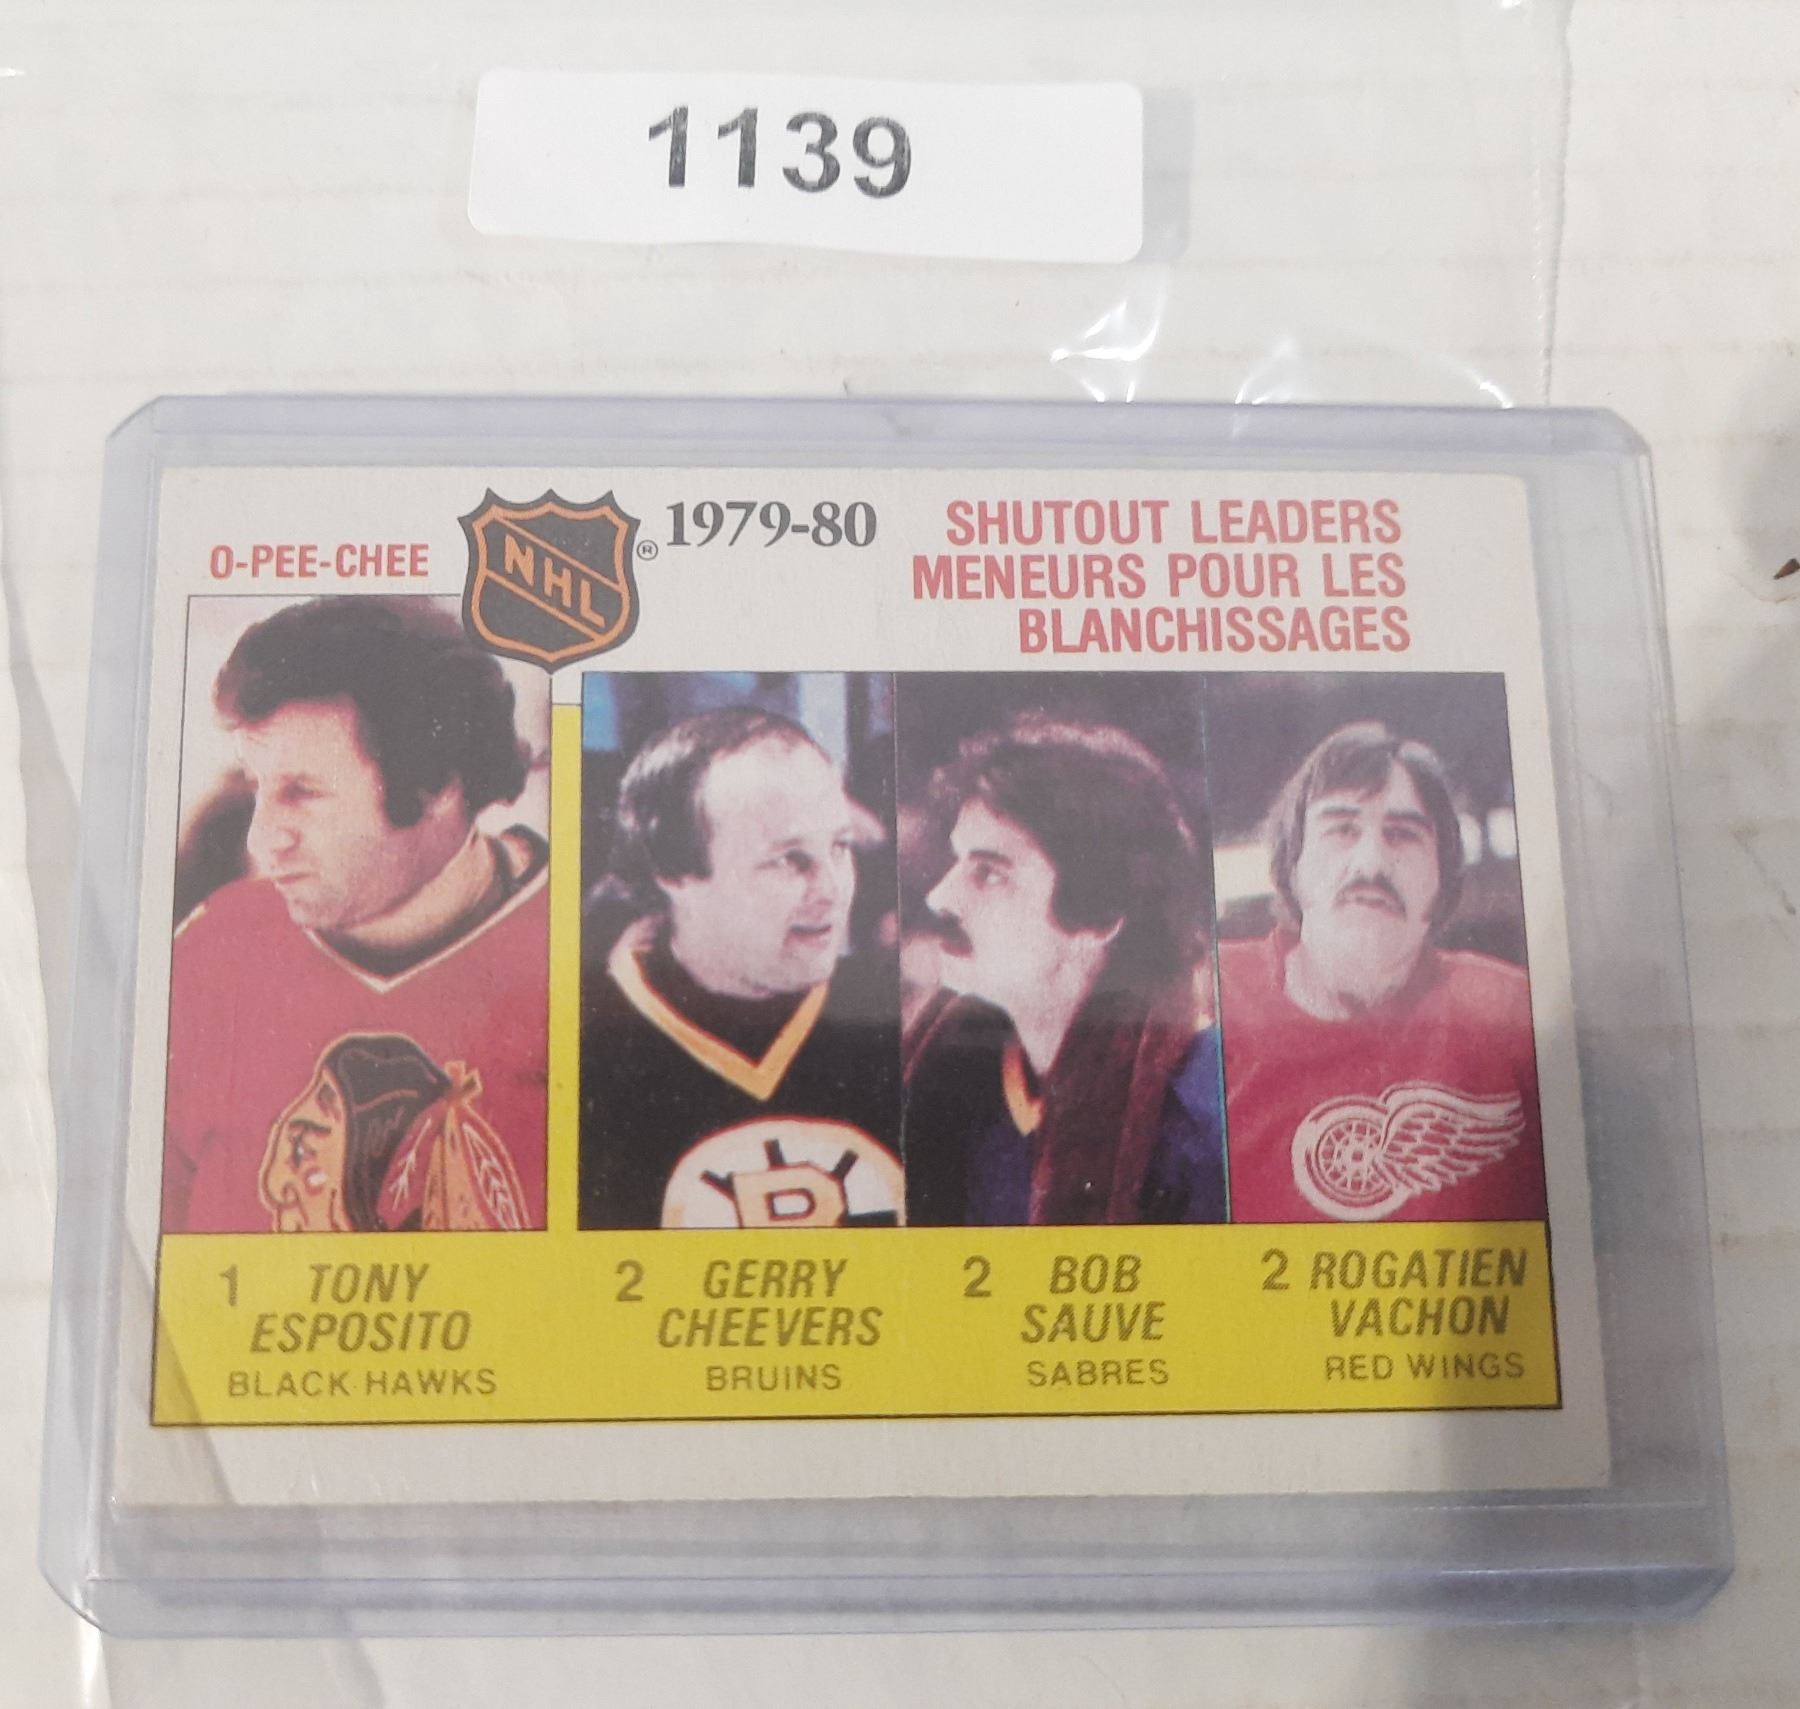 1139
O-PEE-CHEE
NHL
® 1979-80
SHUTOUT LEADERS
MENEURS POUR LES
BLANCHISSAGES
B
1 TONY
ESPOSITO
BLACK HAWKS
2 GERRY
CHEEVERS
BRUINS
2 BOB
SAUVE
SABRES
2 ROGATIEN
VACHON
RED WINGS